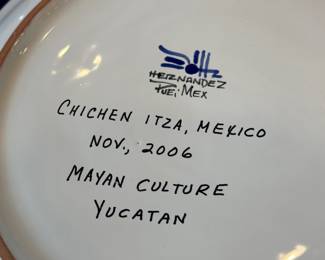 HERNANDEZ
Pue; Mex
CHICHEN ITZA, MEXICO
NOV., 2006
MAYAN CULTURE
YUCATAN